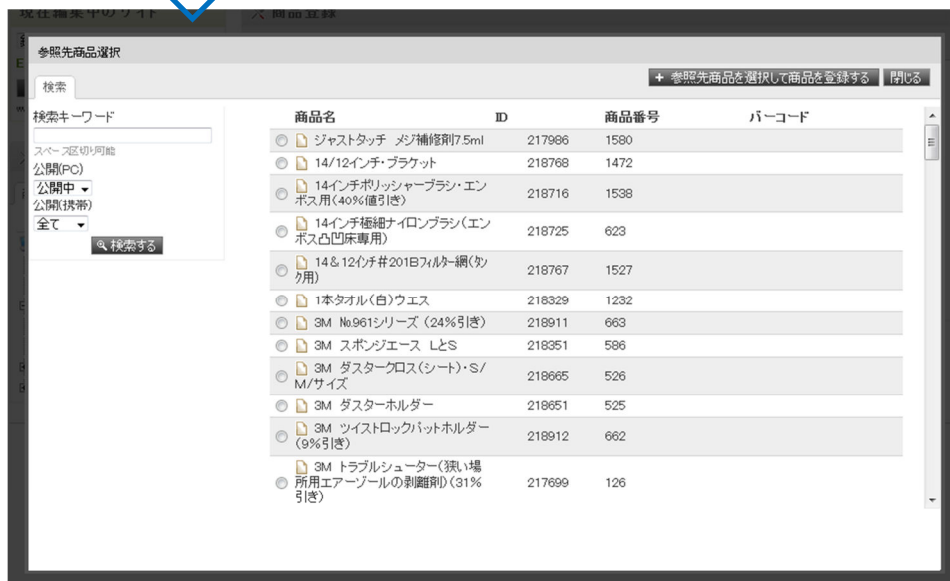 現在編集中のサイト
商品登録
参照先商品選択
+ 参照先商品を選択して商品を登録する 閉じる
検索
検索キーワード
スペース区切り可能
公開(PC)
公開中
公開(携帯)
全て
検索する
商品名 ID 商品番号 バーコード
ジャストタッチ メジ補修剤7.5ml 217986 1580
14/12インチ・ブラケット 218768 1472
14インチポリッシャーブラシ・エン
ボス用(40%値引き) 218716 1538
14インチ極細ナイロンブラシ(エン
ボス凸凹床専用) 218725 623
14&12インチ#201Bフィルター網(タン
ク用) 218767 1527
1本タオル(白)ウエス 218329 1232
3M №961シリーズ (24%引き) 218911 663
3M スポンジエース LとS 218351 586
3M ダスタークロス(シート)・S/
M/サイズ 218665 526
3M ダスターホルダー 218651 525
3M ツイストロックパットホルダー
(9%引き) 218912 662
3M トラブルシューター(狭い場
所用エアーゾールの剥離剤)(31%
引き) 217699 126